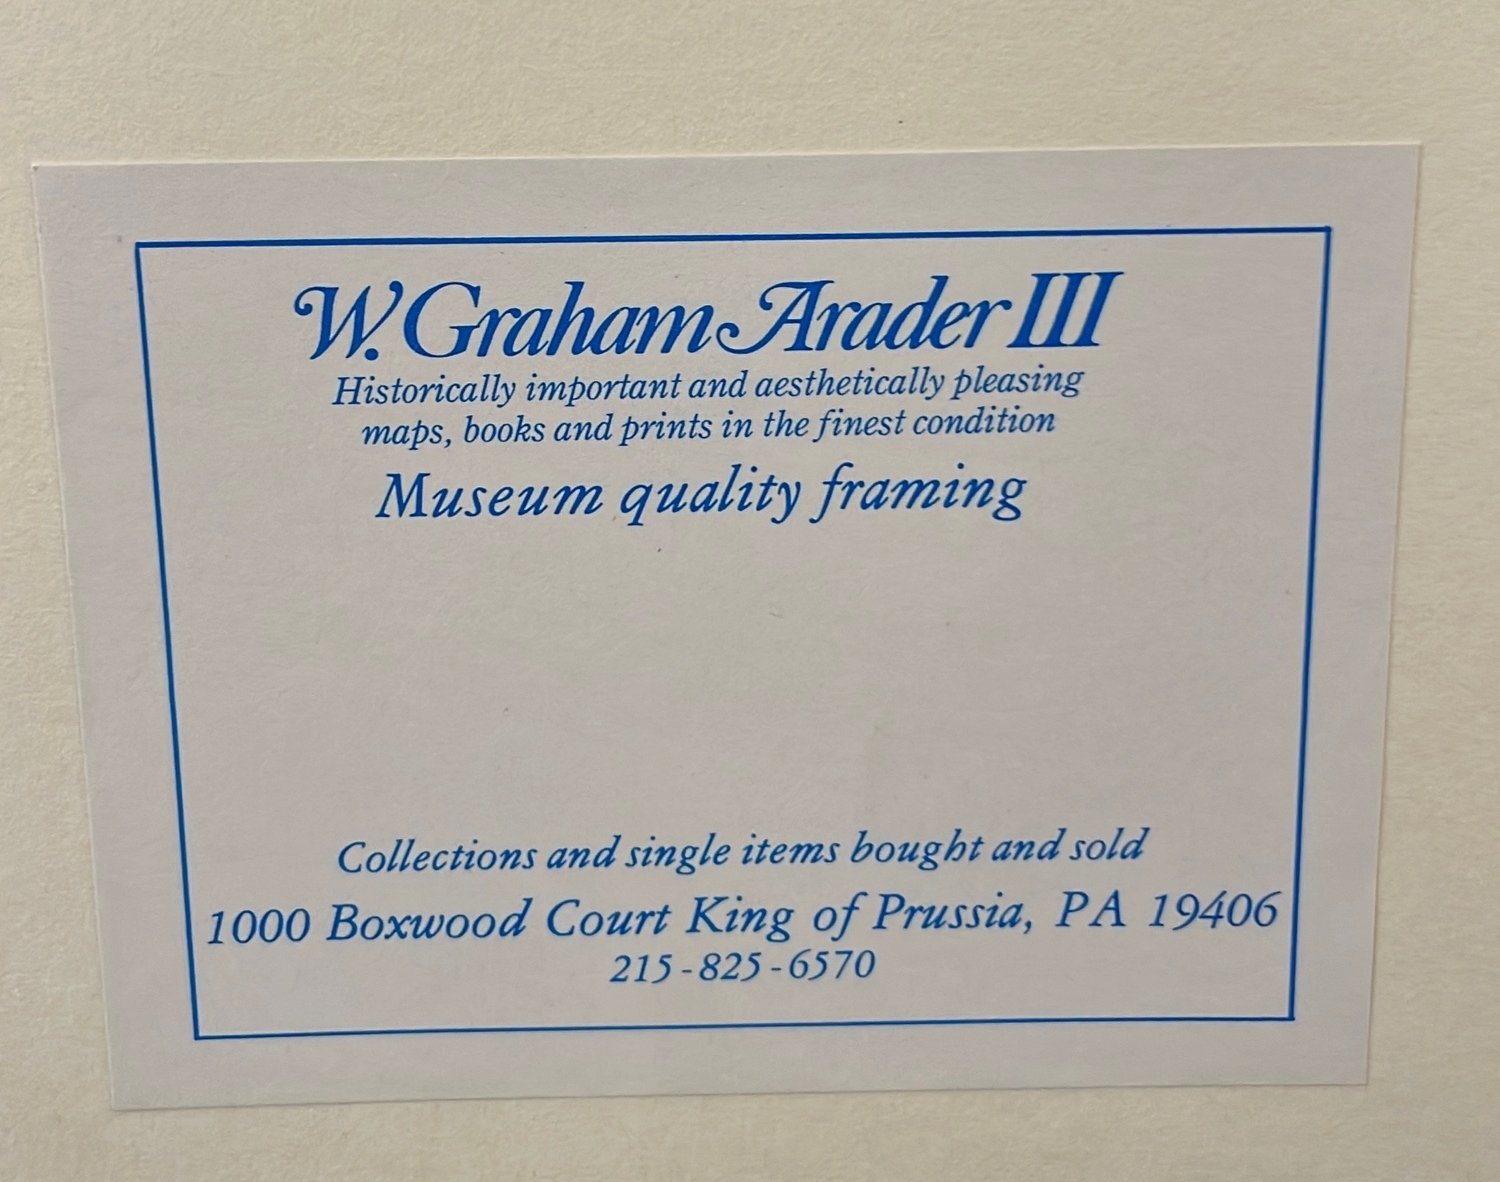 W. Graham Arader III
Historically important and aesthetically pleasing
maps, books and prints in the finest condition
Museum quality framing
Collections and single items bought and sold
1000 Boxwood Court King of Prussia, PA 19406
215-825-6570